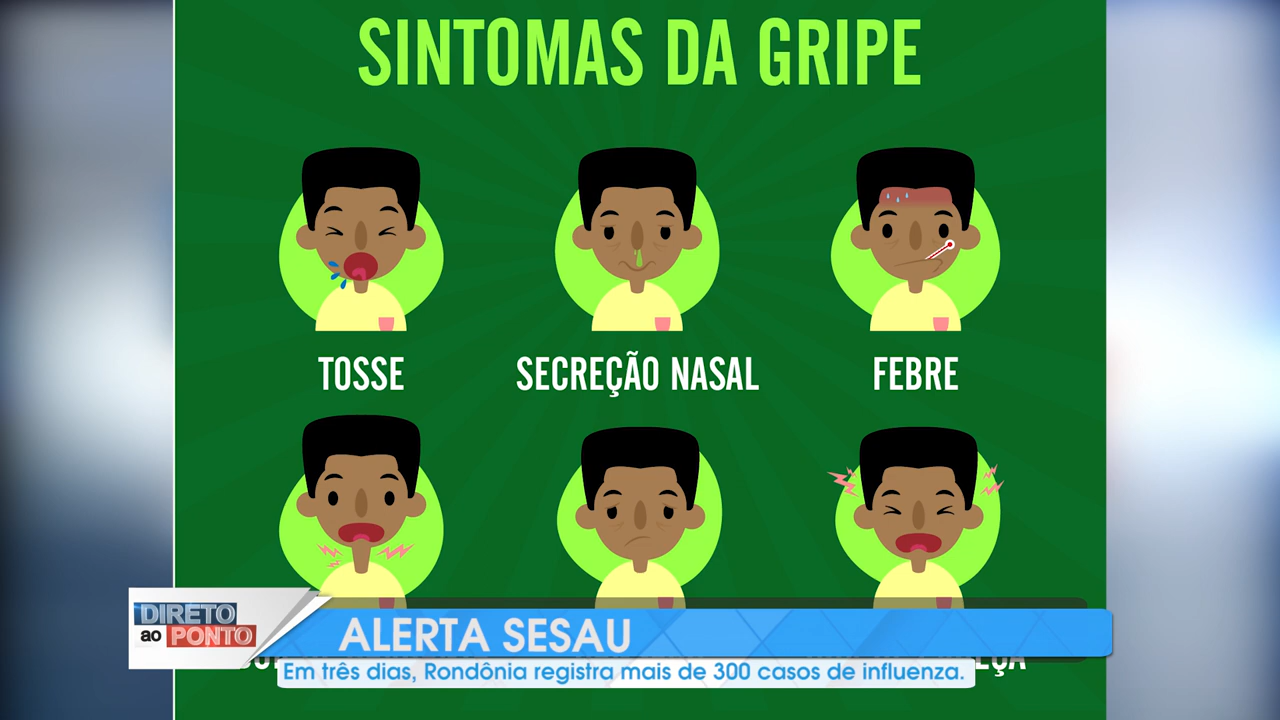 SINTOMAS DA GRIPE
TOSSE
SECREÇÃO NASAL
FEBRE
DIRETO
ao PONTO
ALERTA SESAU
Em três dias, Rondônia registra mais de 300 casos de influenza.